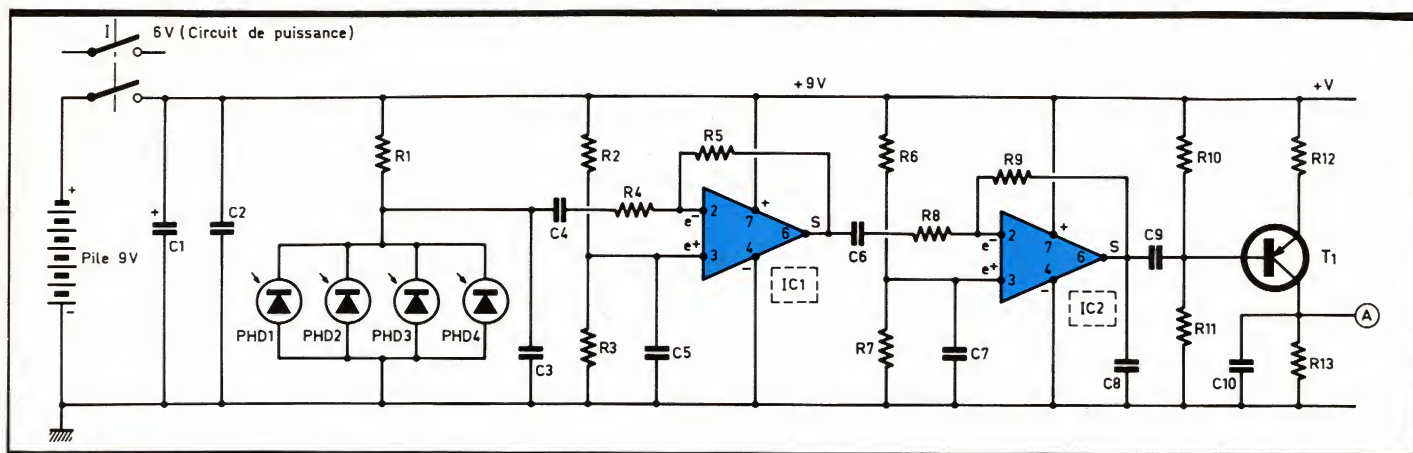 I 6V (Circuit de puissance)
+9V
+V
R1
R2
R5
R6
R9
R10
R12
+
Pile 9V
-
+
C1
C2
PHD1
PHD2
PHD3
PHD4
C3
C4
R4
e-
2
7
+
6
S
e+
3
4
-
IC1
R3
C5
C6
R8
e-
2
7
+
6
S
e+
3
4
-
IC2
R7
C7
C8
C9
R11
T1
A
C10
R13